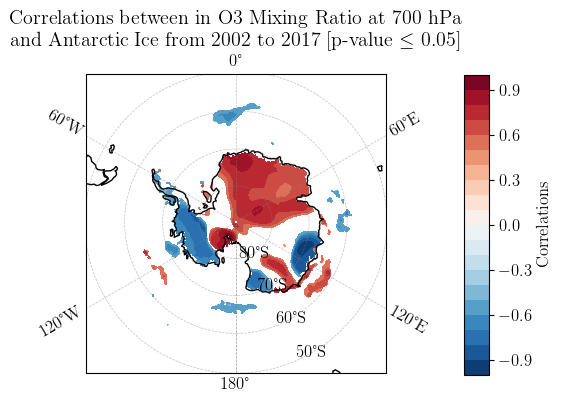 Correlations between in O3 Mixing Ratio at 700 hPa
and Antarctic Ice from 2002 to 2017 [p-value ≤ 0.05]
0°
60°W
60°E
80°S
70°S
60°S
50°S
120°W
120°E
180°
0.9
0.6
0.3
0.0
−0.3
−0.6
−0.9
Correlations